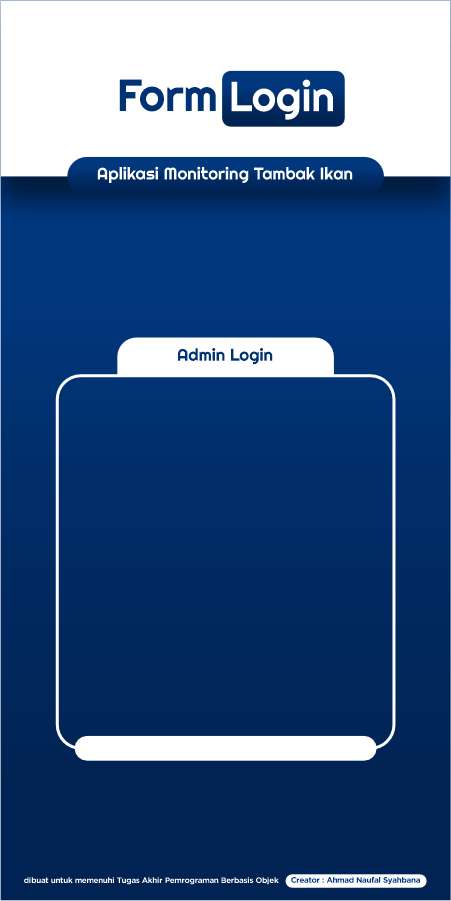 Form Login
Aplikasi Monitoring Tambak Ikan
Admin Login
dibuat untuk memenuhi Tugas Akhir Pemrograman Berbasis Objek Creator : Ahmad Naufal Syahbana